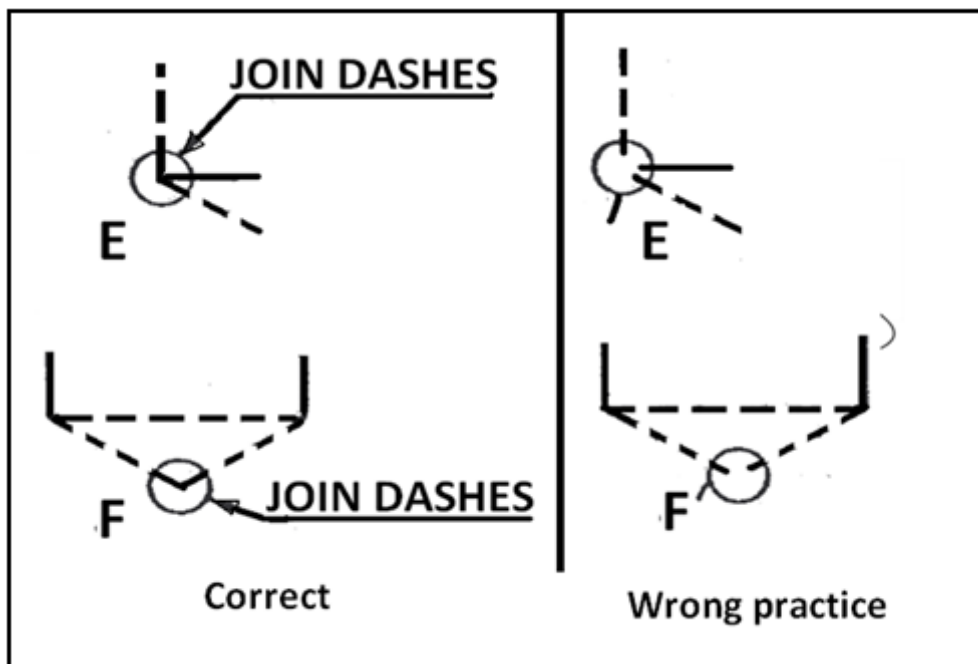 JOIN DASHES
E
E
F
JOIN DASHES
F
Correct
Wrong practice